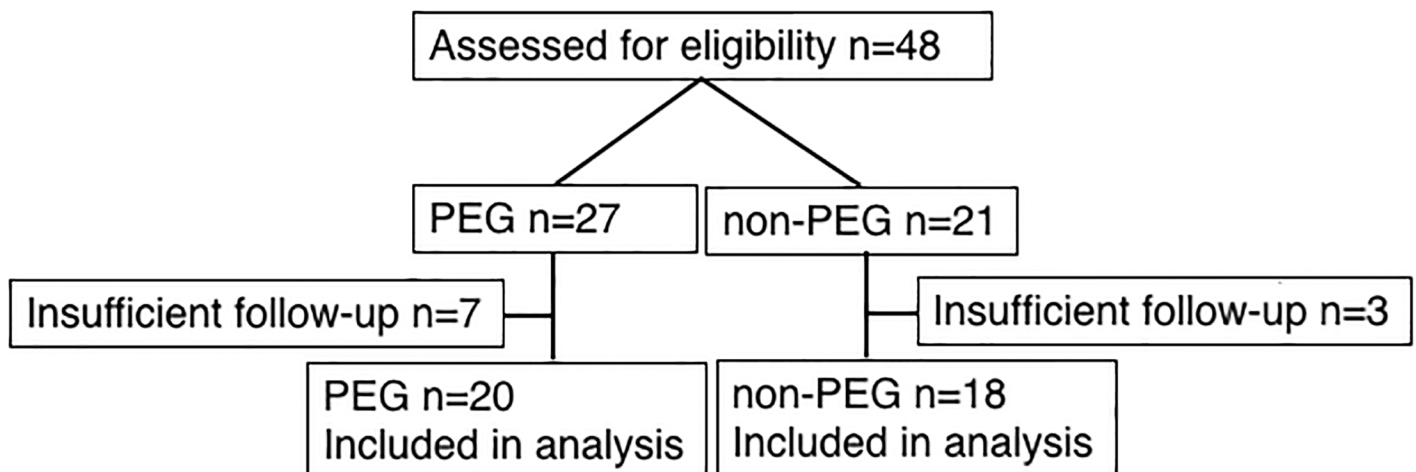 Assessed for eligibility n=48
PEG n=27
non-PEG n=21
Insufficient follow-up n=7
Insufficient follow-up n=3
PEG n=20
Included in analysis
non-PEG n=18
Included in analysis